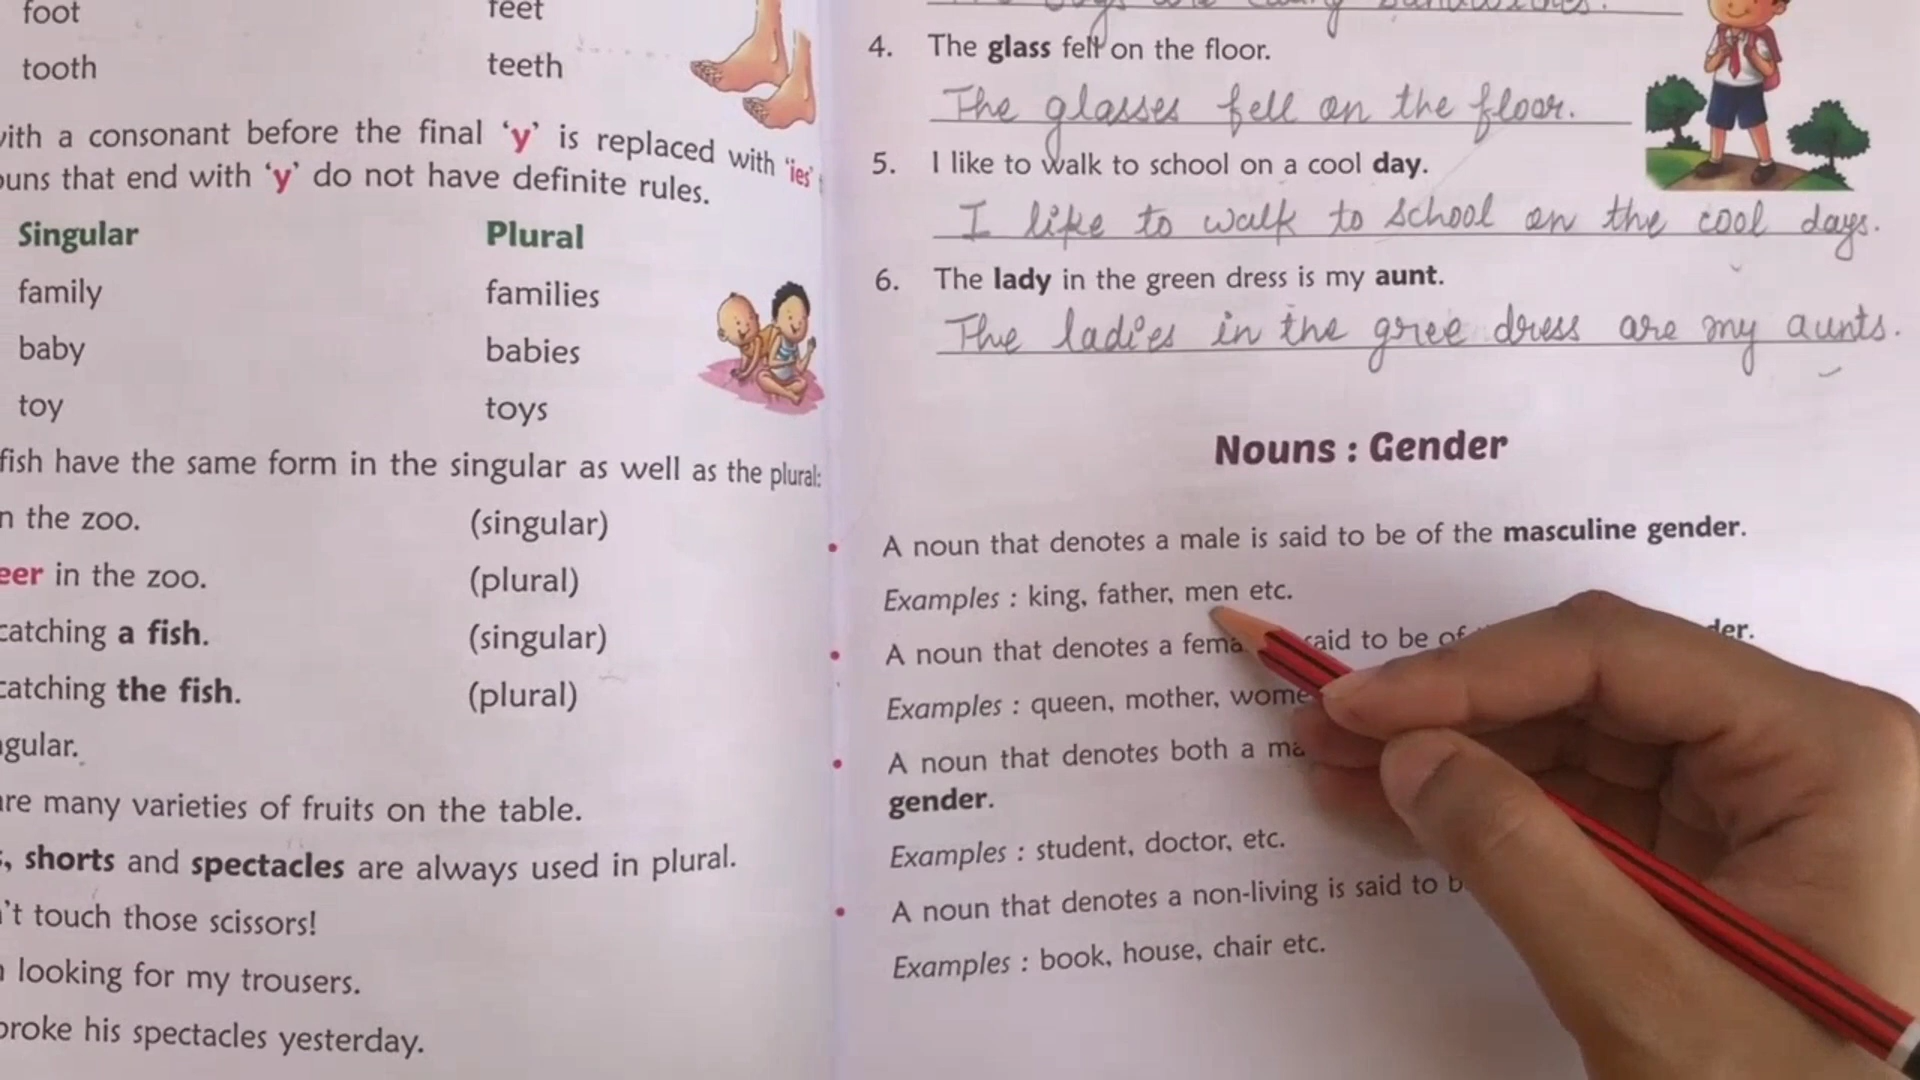 foot feet
tooth teeth
with a consonant before the final ‘y’ is replaced with ‘ies’
ouns that end with ‘y’ do not have definite rules.
Singular Plural
family families
baby babies
toy toys
fish have the same form in the singular as well as the plural:
n the zoo. (singular)
eer in the zoo. (plural)
catching a fish. (singular)
catching the fish. (plural)
gular.
are many varieties of fruits on the table.
, shorts and spectacles are always used in plural.
’t touch those scissors!
looking for my trousers.
broke his spectacles yesterday.
4. The glass fell on the floor.
The glasses fell on the floor.
5. I like to walk to school on a cool day.
I like to walk to school on the cool days.
6. The lady in the green dress is my aunt.
The ladies in the gree dress are my aunts.
Nouns : Gender
• A noun that denotes a male is said to be of the masculine gender.
Examples : king, father, men etc.
• A noun that denotes a fema said to be of der.
Examples : queen, mother, wome
• A noun that denotes both a ma
gender.
Examples : student, doctor, etc.
• A noun that denotes a non-living is said to b
Examples : book, house, chair etc.